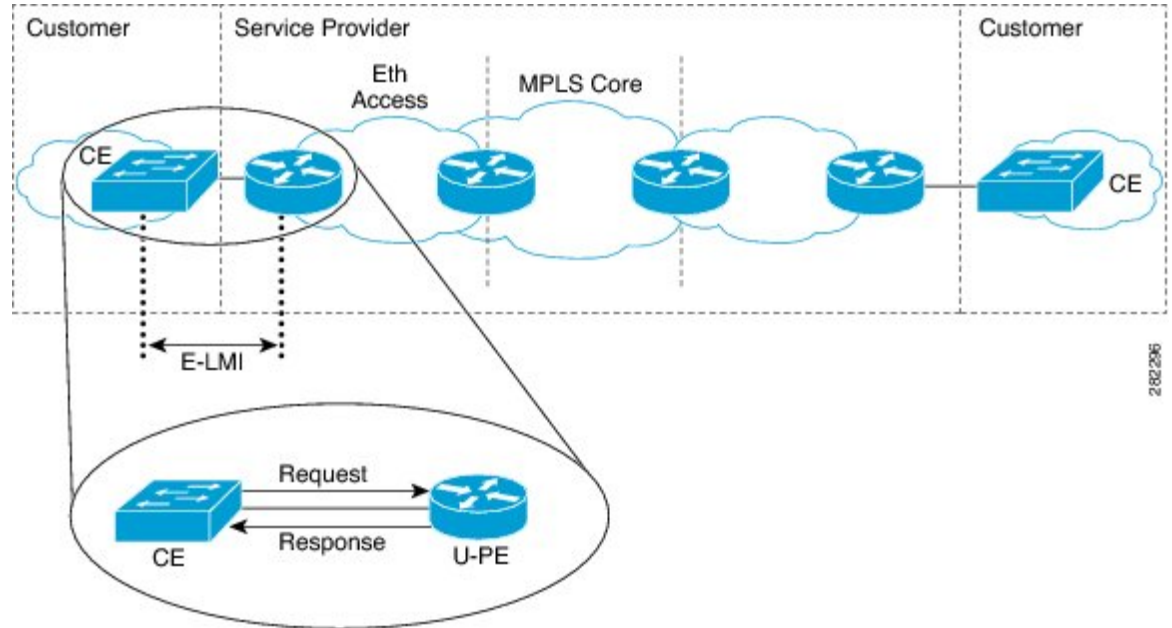 Customer
Service Provider
Customer
Eth
Access
MPLS Core
CE
CE
E-LMI
282296
Request
Response
CE
U-PE